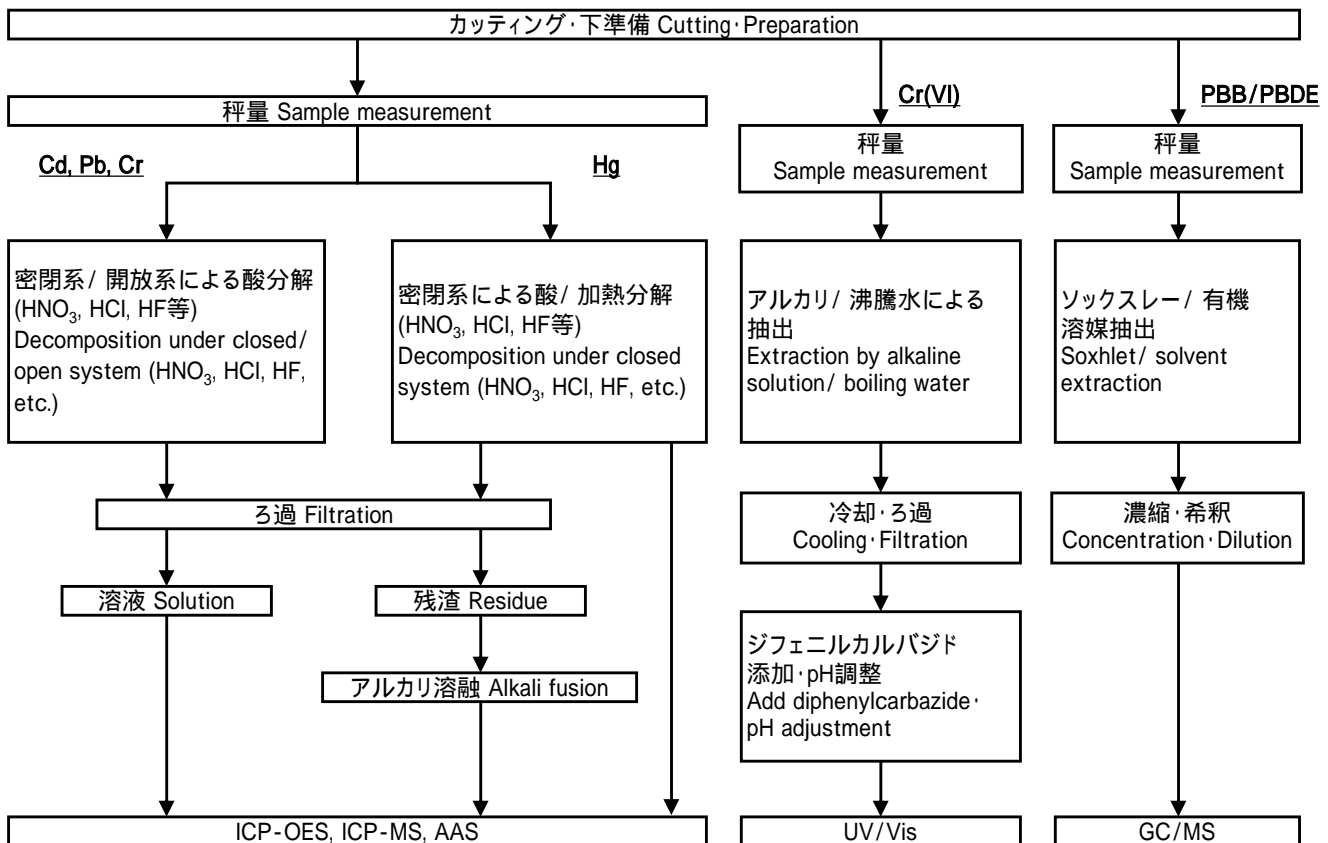 カッティング･下準備 Cutting･Preparation
秤量 Sample measurement
Cd, Pb, Cr
Hg
密閉系/ 開放系による酸分解
(HNO₃, HCl, HF等)
Decomposition under closed/
open system (HNO₃, HCl, HF,
etc.)
密閉系による酸/ 加熱分解
(HNO₃, HCl, HF等)
Decomposition under closed
system (HNO₃, HCl, HF, etc.)
ろ過 Filtration
溶液 Solution
残渣 Residue
アルカリ溶融 Alkali fusion
ICP-OES, ICP-MS, AAS
Cr(VI)
秤量
Sample measurement
アルカリ/ 沸騰水による
抽出
Extraction by alkaline
solution/ boiling water
冷却･ろ過
Cooling･Filtration
ジフェニルカルバジド
添加･pH調整
Add diphenylcarbazide･
pH adjustment
UV/Vis
PBB/PBDE
秤量
Sample measurement
ソックスレー/ 有機
溶媒抽出
Soxhlet/ solvent
extraction
濃縮･希釈
Concentration･Dilution
GC/MS